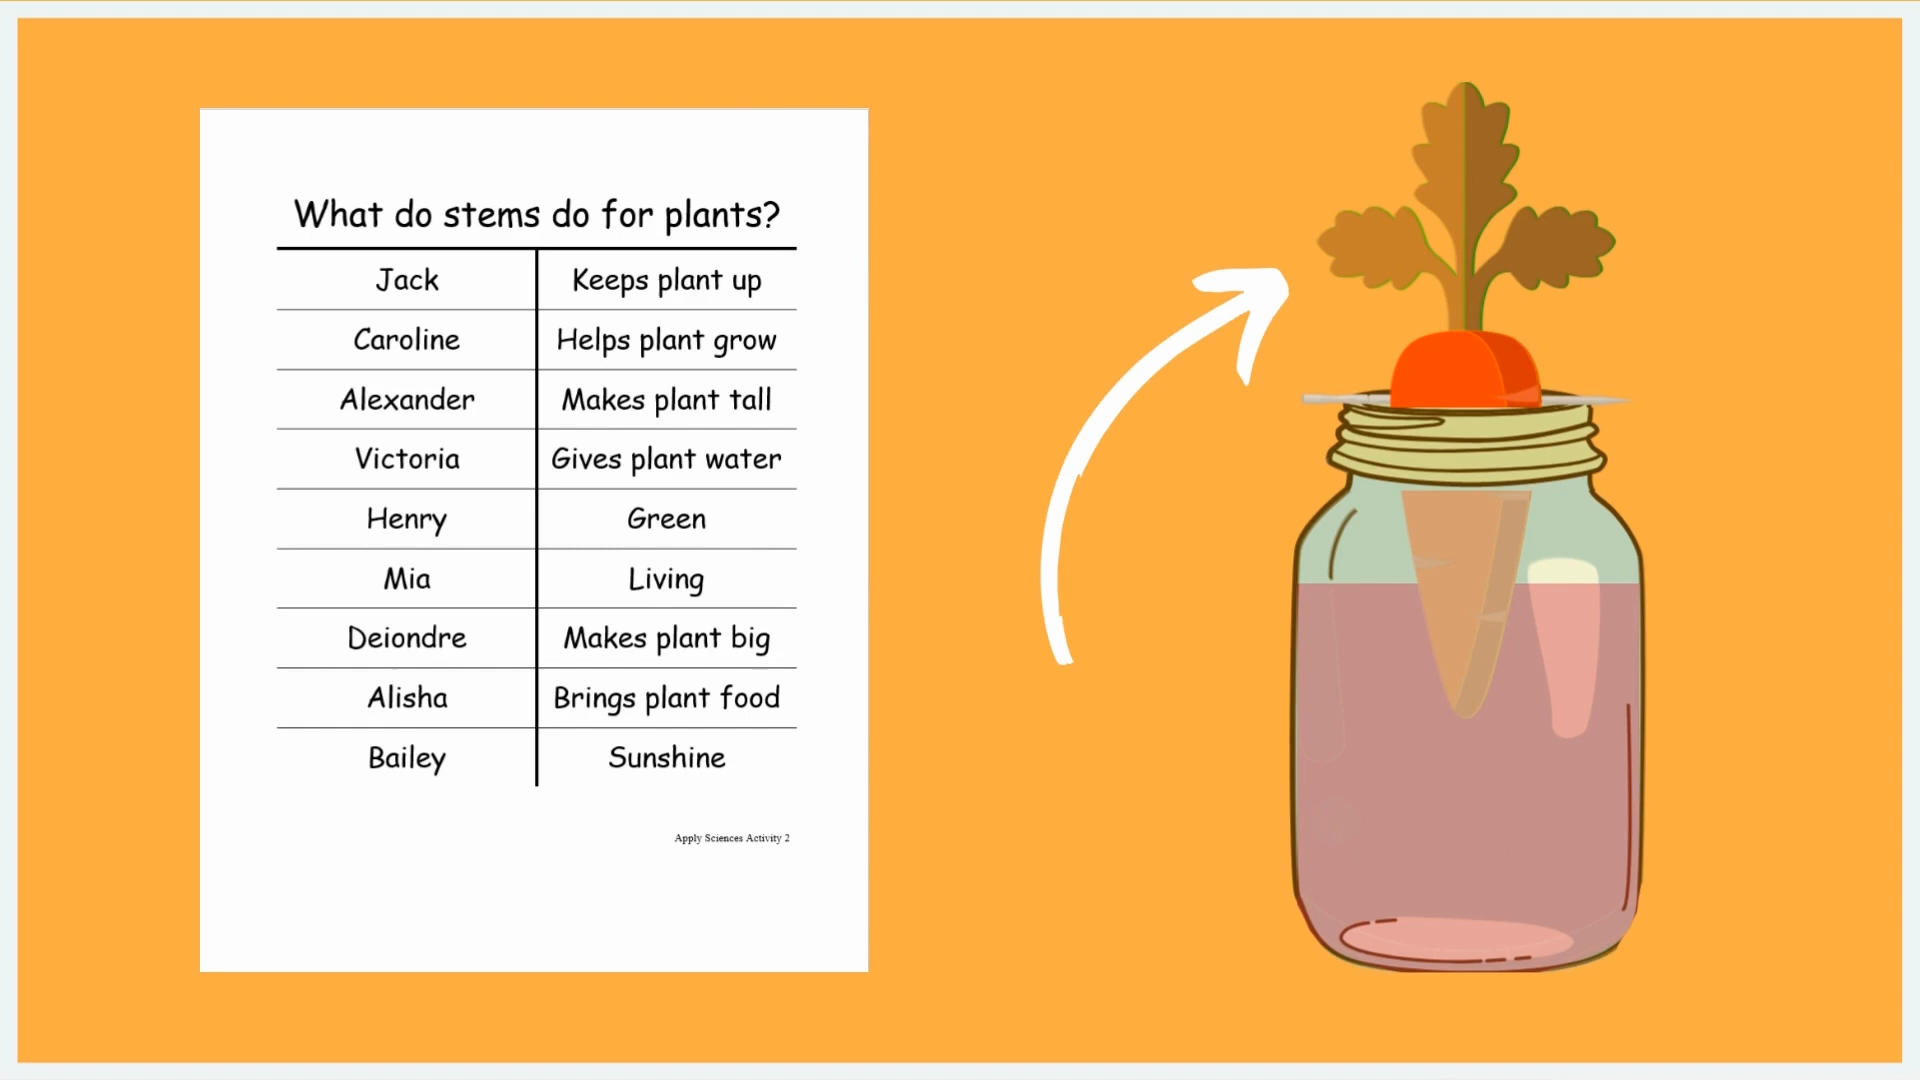 What do stems do for plants?
Jack Keeps plant up
Caroline Helps plant grow
Alexander Makes plant tall
Victoria Gives plant water
Henry Green
Mia Living
Deiondre Makes plant big
Alisha Brings plant food
Bailey Sunshine
Apply Sciences Activity 2